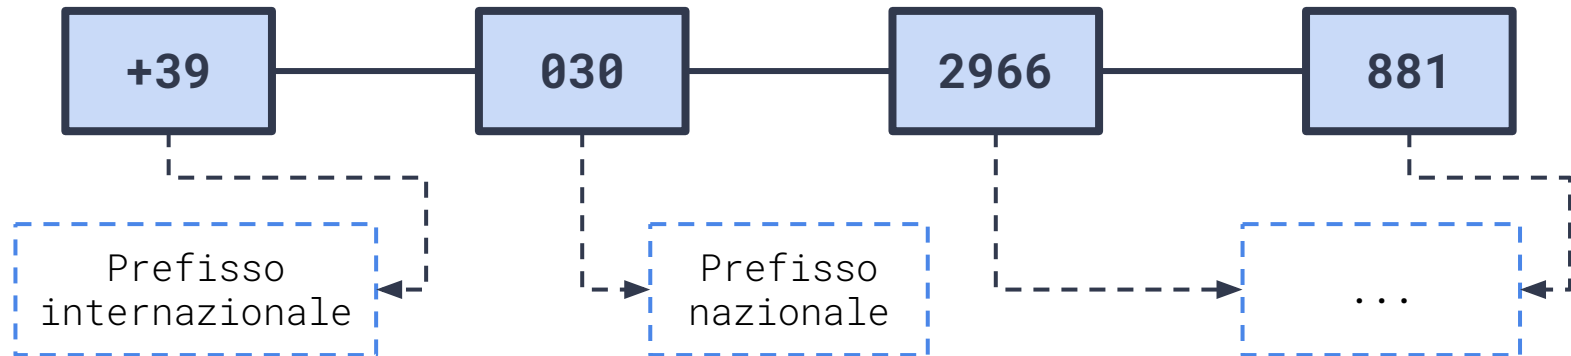 +39
030
2966
881
Prefisso
internazionale
Prefisso
nazionale
...